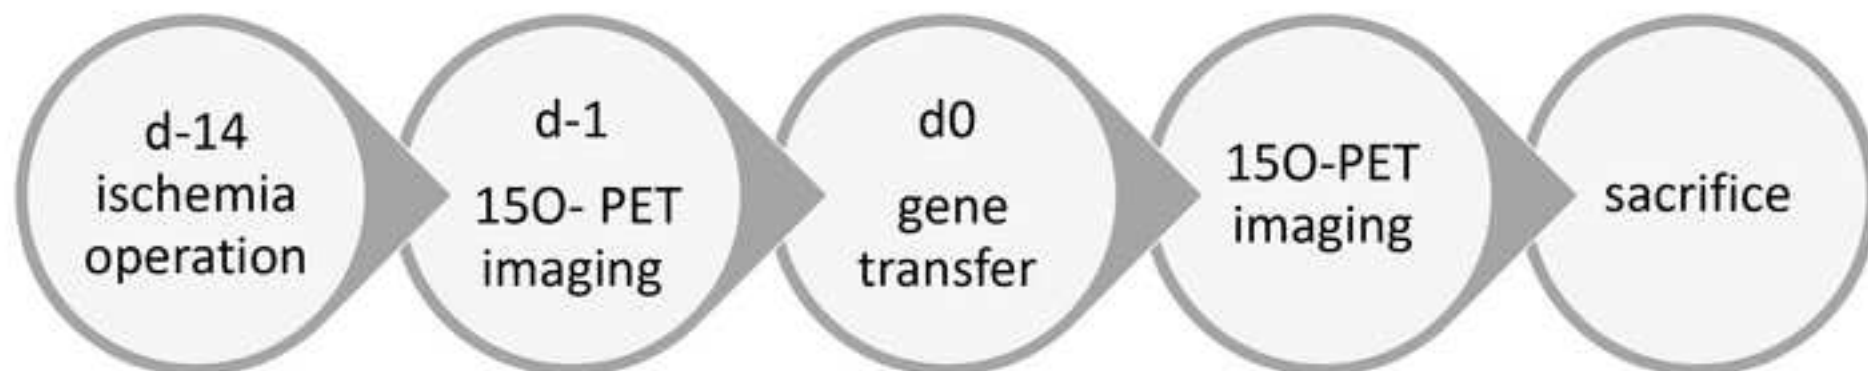 d-14
ischemia
operation
d-1
15O- PET
imaging
d0
gene
transfer
15O-PET
imaging
sacrifice